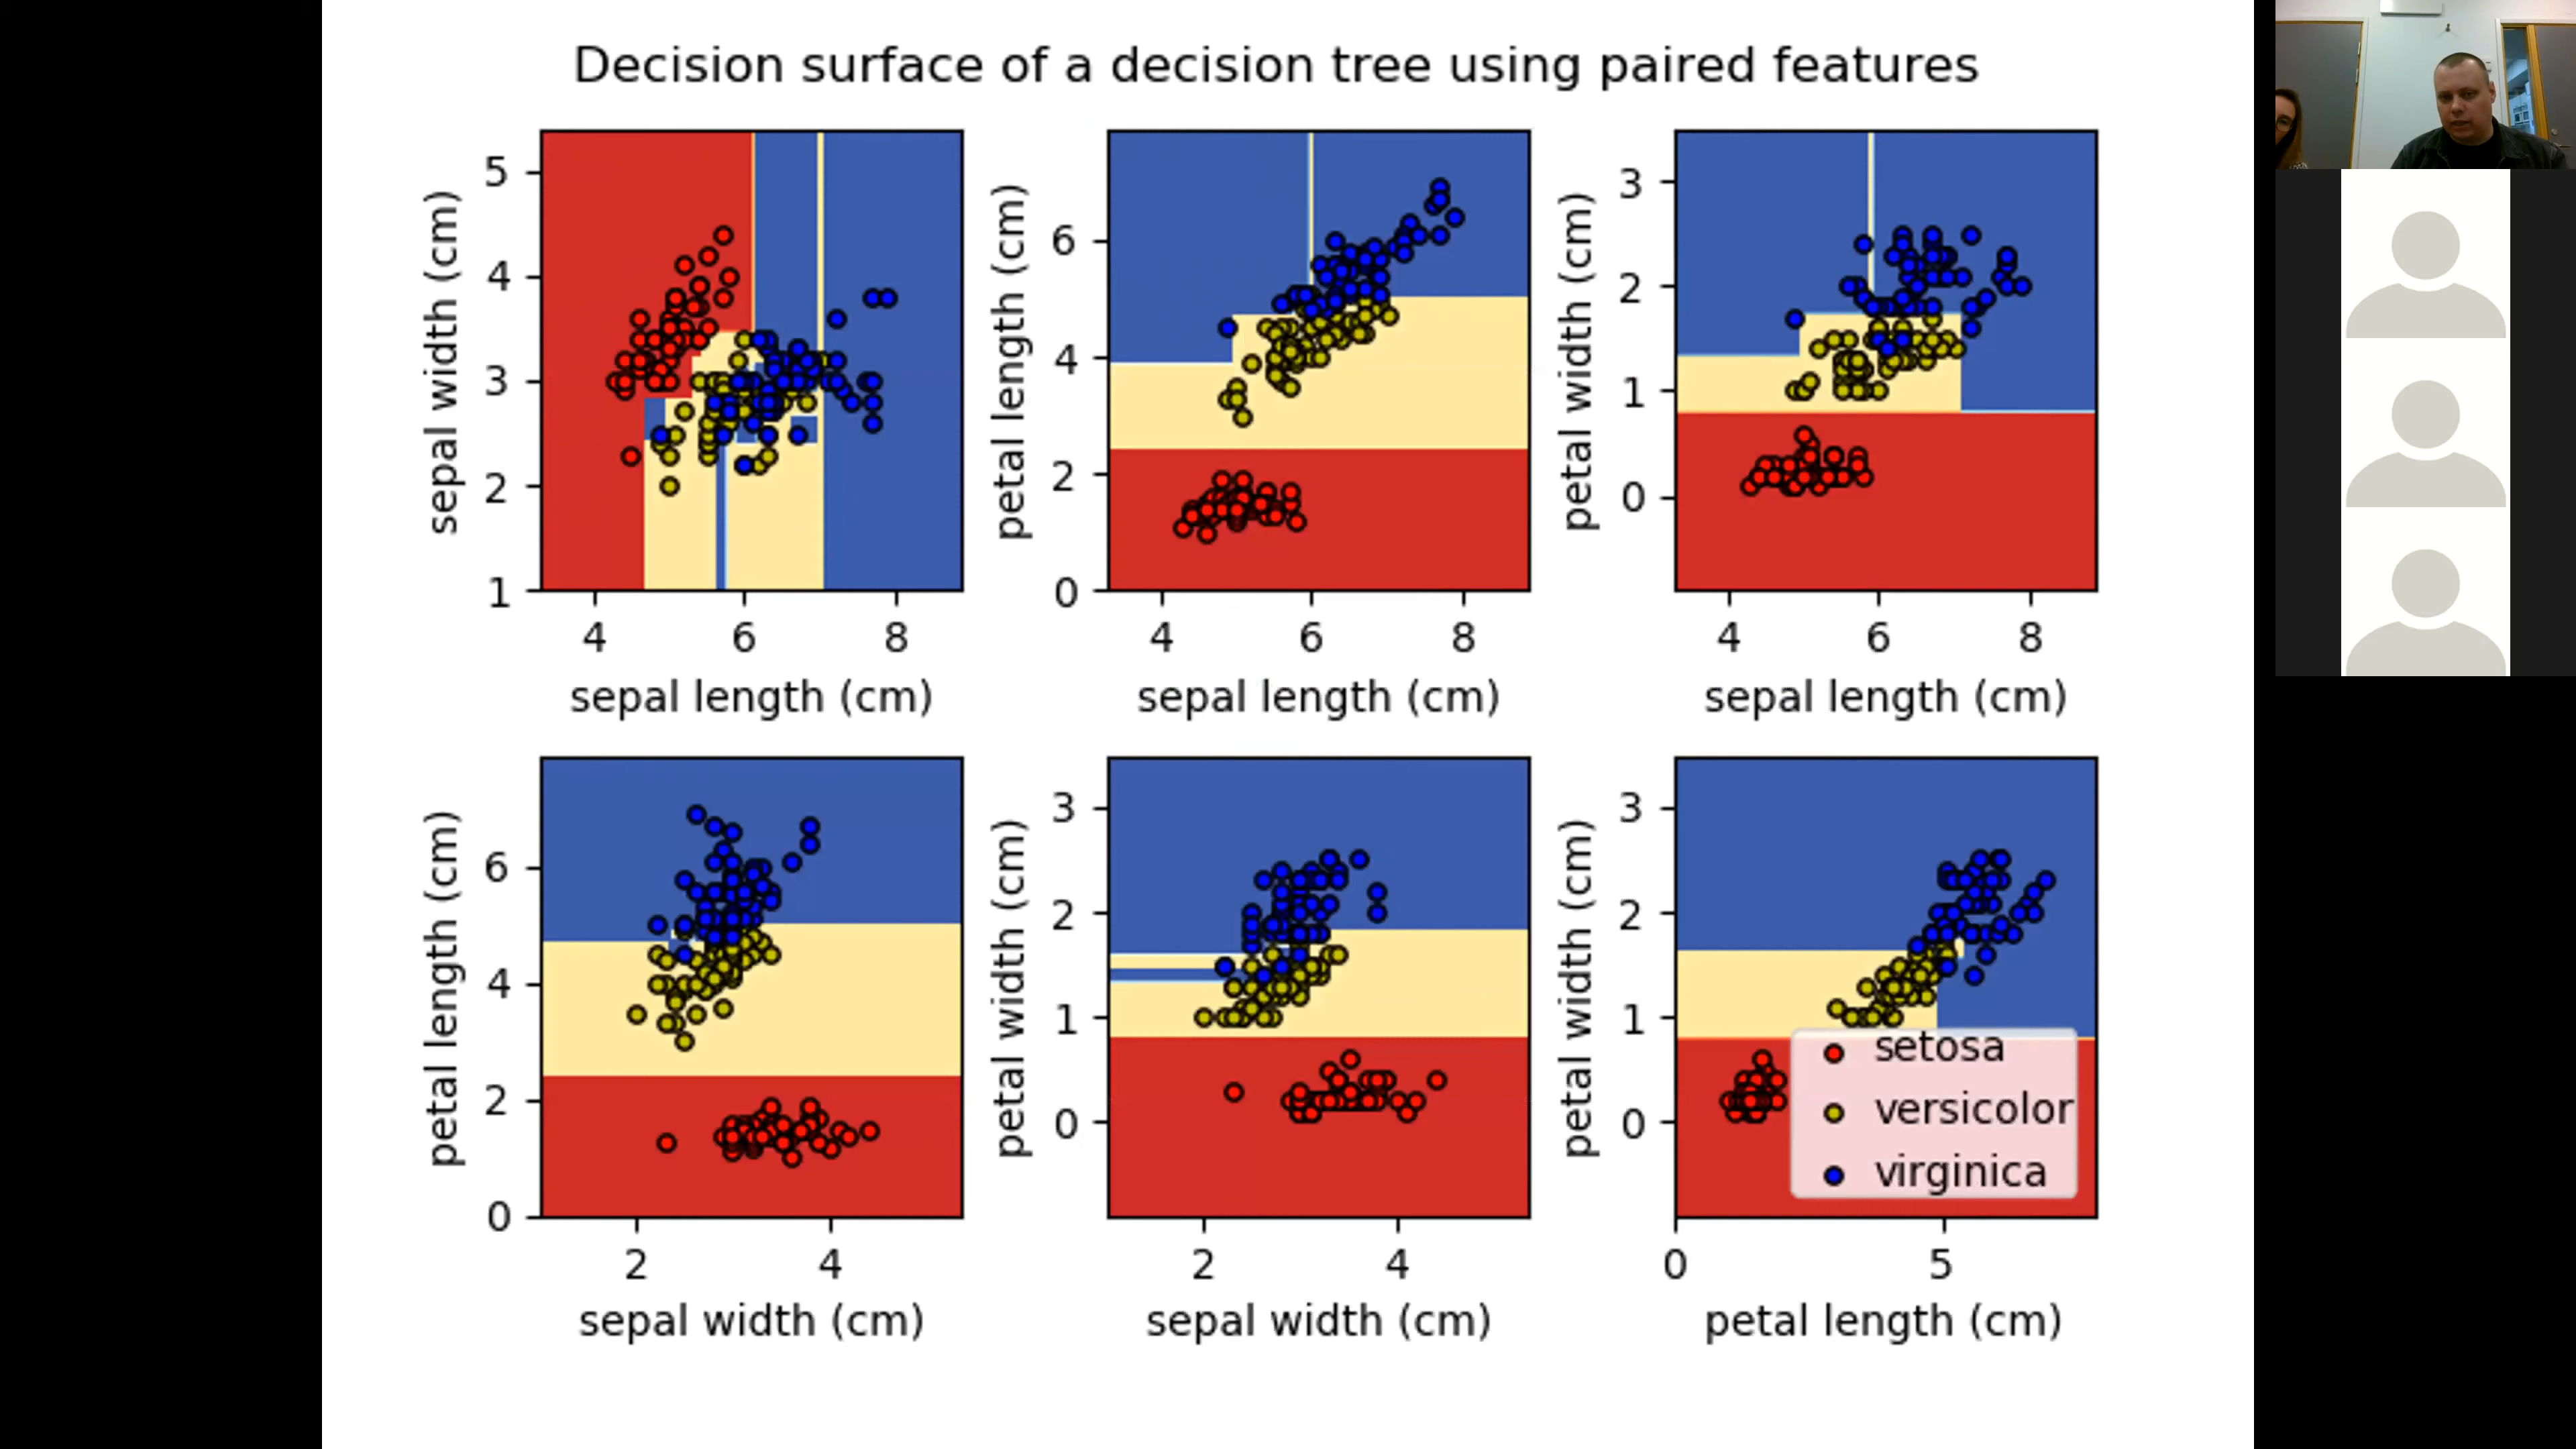 Decision surface of a decision tree using paired features
sepal width (cm)
5
4
3
2
1
4 6 8
sepal length (cm)
petal length (cm)
6
4
2
0
4 6 8
sepal length (cm)
petal width (cm)
3
2
1
0
4 6 8
sepal length (cm)
petal length (cm)
6
4
2
0
2 4
sepal width (cm)
petal width (cm)
3
2
1
0
2 4
sepal width (cm)
petal width (cm)
3
2
1
0
0 5
petal length (cm)
setosa
versicolor
virginica